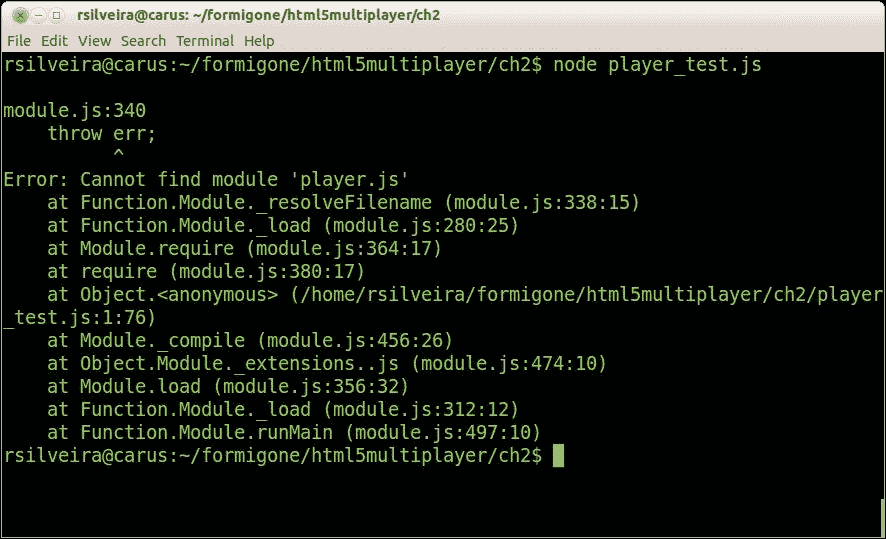 rsilveira@carus: ~/formigone/html5multiplayer/ch2
File Edit View Search Terminal Help
rsilveira@carus:~/formigone/html5multiplayer/ch2$ node player_test.js
module.js:340
    throw err;
          ^
Error: Cannot find module 'player.js'
    at Function.Module._resolveFilename (module.js:338:15)
    at Function.Module._load (module.js:280:25)
    at Module.require (module.js:364:17)
    at require (module.js:380:17)
    at Object.<anonymous> (/home/rsilveira/formigone/html5multiplayer/ch2/player
_test.js:1:76)
    at Module._compile (module.js:456:26)
    at Object.Module._extensions..js (module.js:474:10)
    at Module.load (module.js:356:32)
    at Function.Module._load (module.js:312:12)
    at Function.Module.runMain (module.js:497:10)
rsilveira@carus:~/formigone/html5multiplayer/ch2$